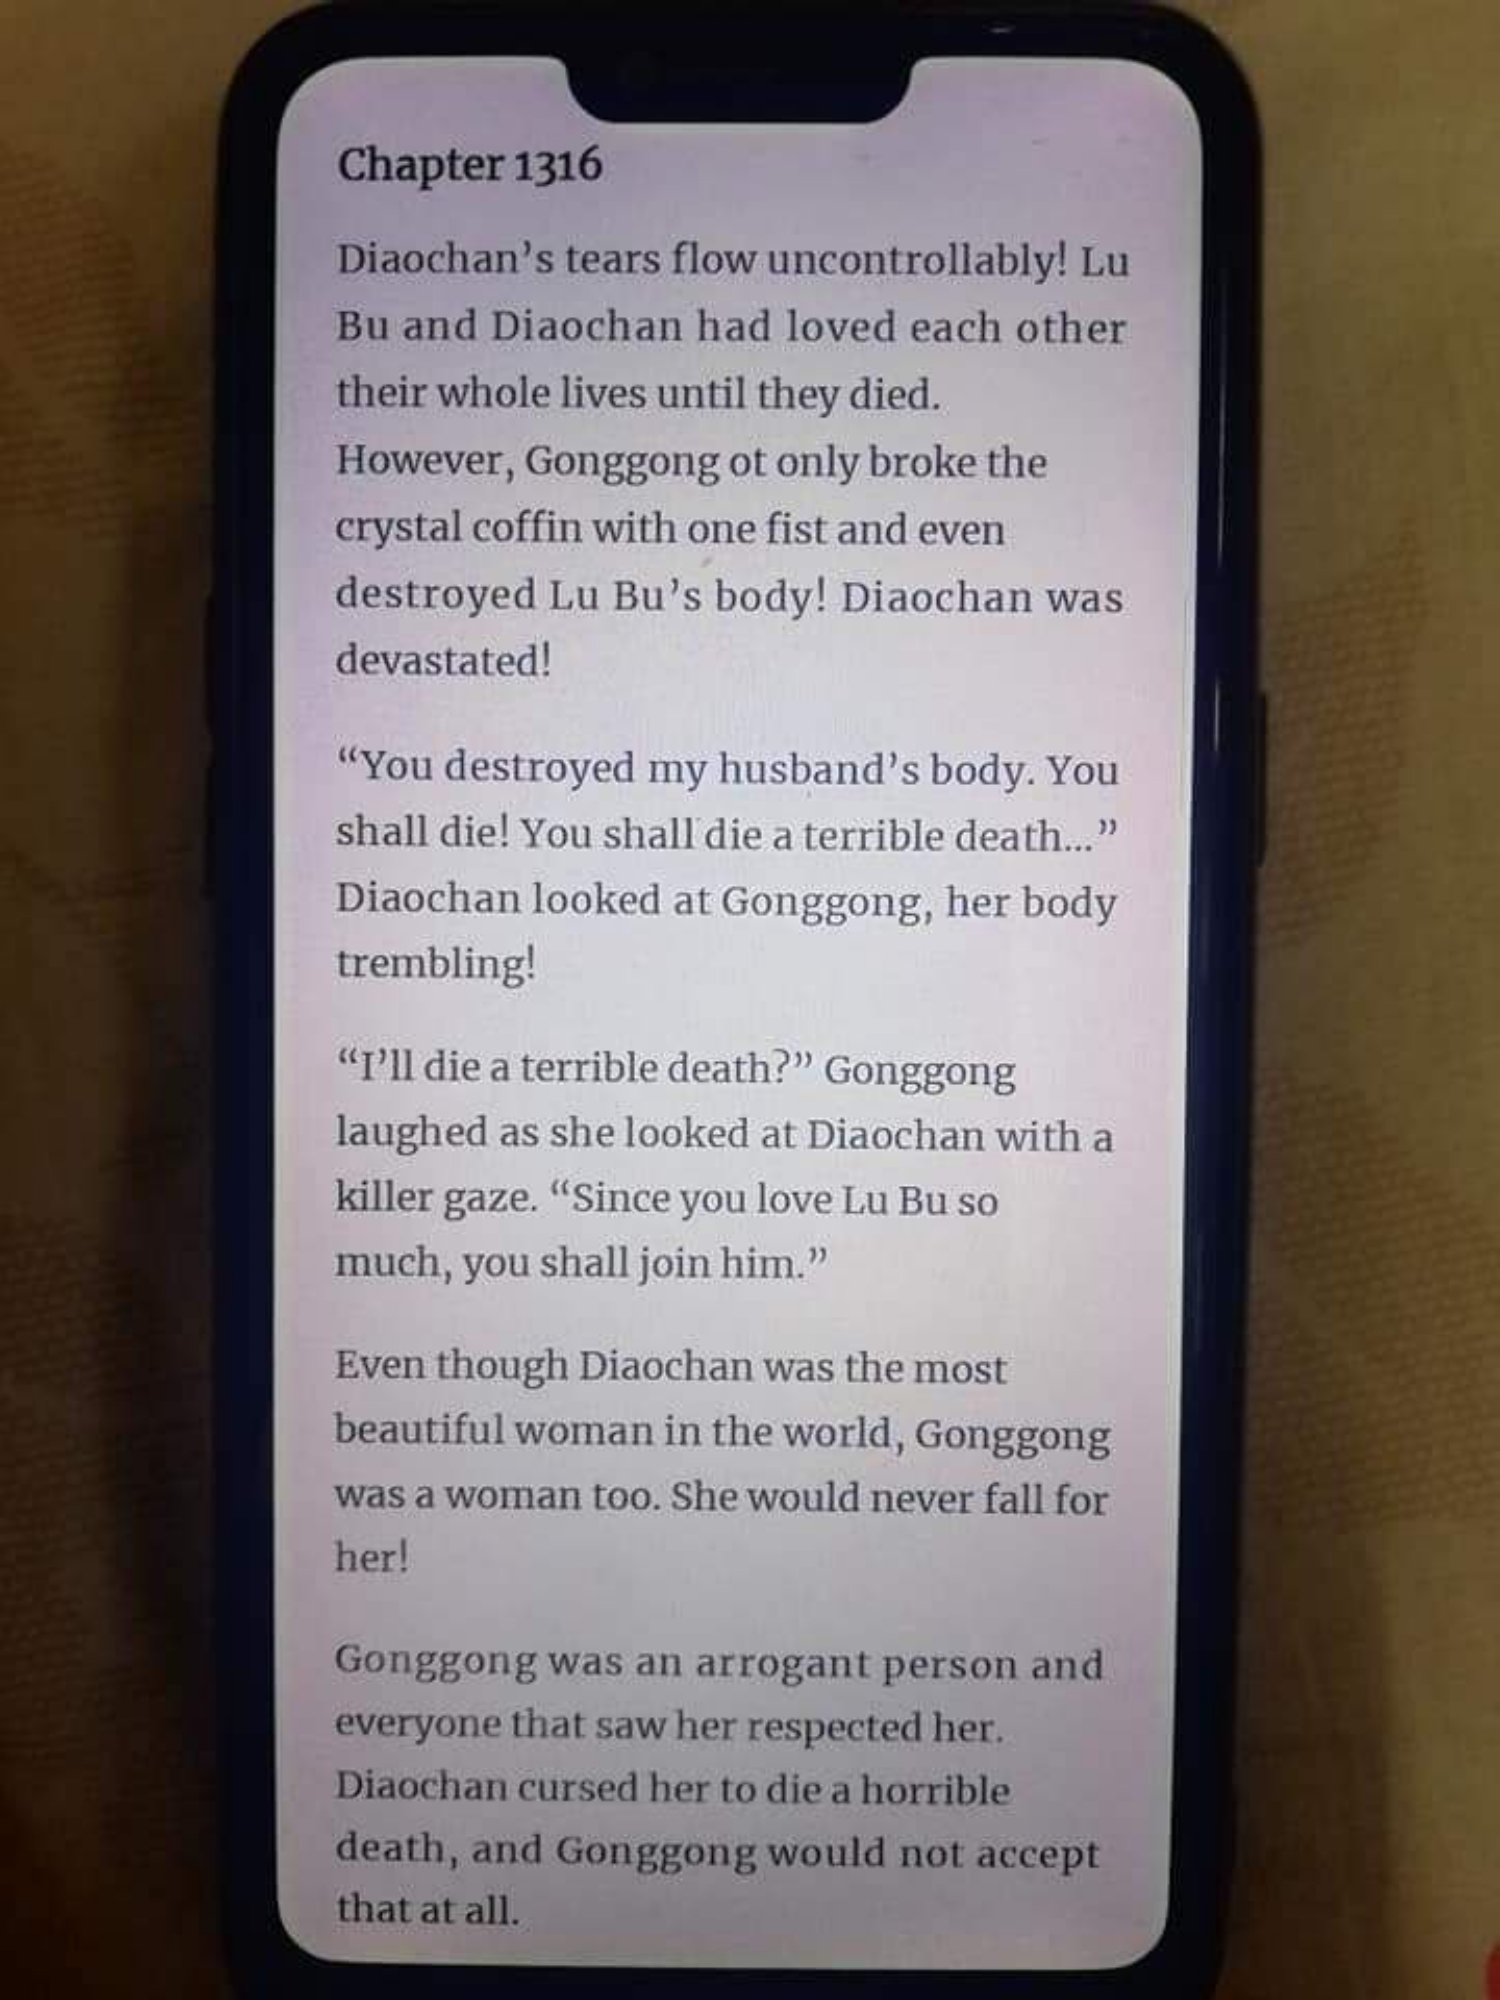 Chapter 1316
Diaochan’s tears flow uncontrollably! Lu
Bu and Diaochan had loved each other
their whole lives until they died.
However, Gonggong ot only broke the
crystal coffin with one fist and even
destroyed Lu Bu’s body! Diaochan was
devastated!
“You destroyed my husband’s body. You
shall die! You shall die a terrible death...”
Diaochan looked at Gonggong, her body
trembling!
“I’ll die a terrible death?” Gonggong
laughed as she looked at Diaochan with a
killer gaze. “Since you love Lu Bu so
much, you shall join him.”
Even though Diaochan was the most
beautiful woman in the world, Gonggong
was a woman too. She would never fall for
her!
Gonggong was an arrogant person and
everyone that saw her respected her.
Diaochan cursed her to die a horrible
death, and Gonggong would not accept
that at all.